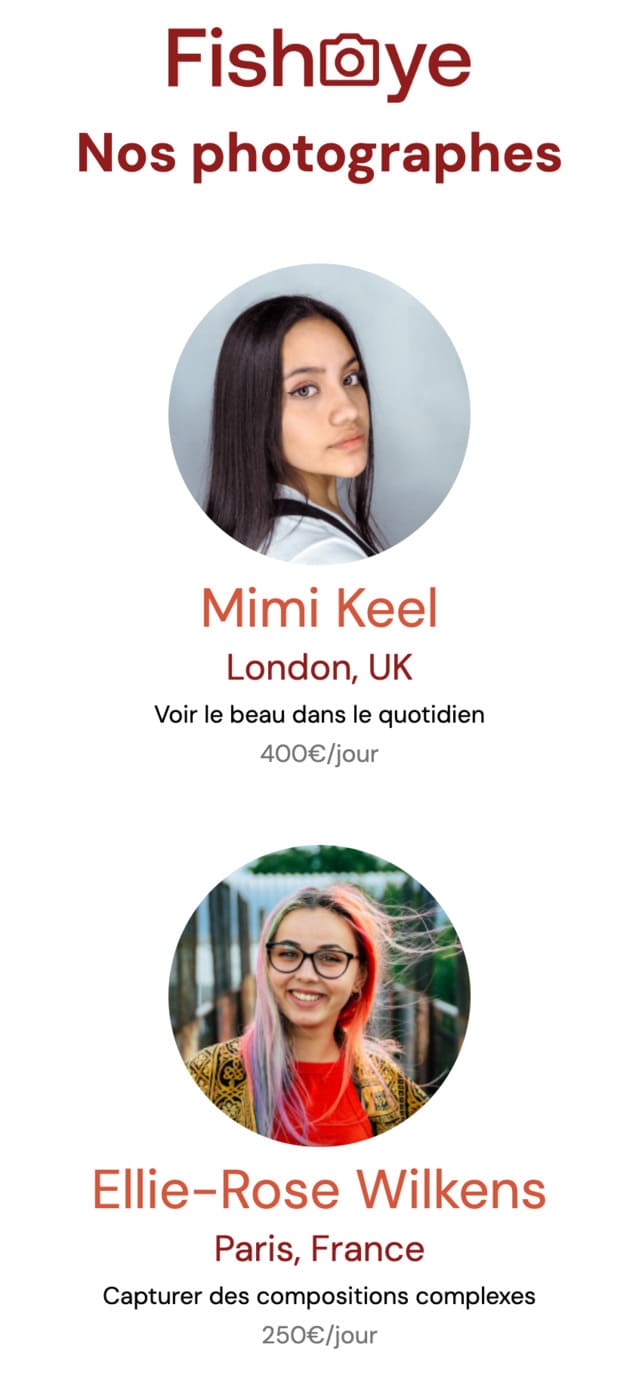 Fisheye
Nos photographes
Mimi Keel
London, UK
Voir le beau dans le quotidien
400€/jour
Ellie-Rose Wilkens
Paris, France
Capturer des compositions complexes
250€/jour